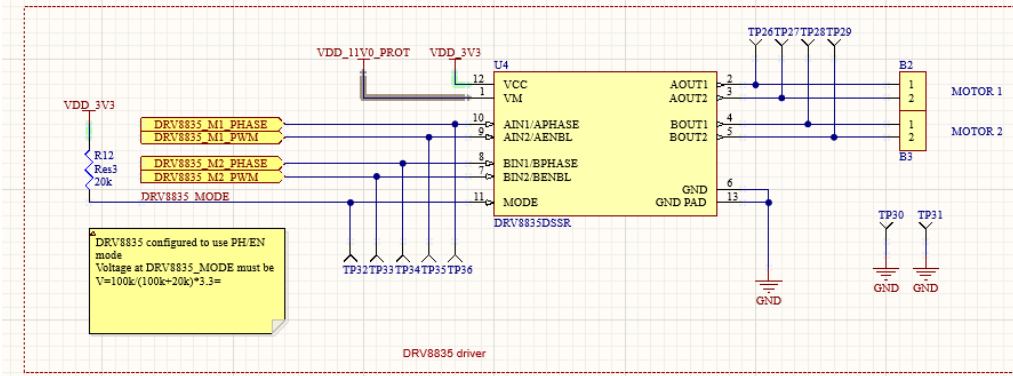 TP26TP27TP28TP29
VDD_11V0_PROT VDD_3V3
U4 B2
12 VCC AOUT1 2 1
1 VM AOUT2 3 2 MOTOR 1
VDD_3V3
DRV8835_M1_PHASE 10 AIN1/APHASE BOUT1 4 1
DRV8835_M1_PWM 9 AIN2/AENBL BOUT2 5 2 MOTOR 2
R12 B3
Res3 DRV8835_M2_PHASE 8 BIN1/BPHASE
20k DRV8835_M2_PWM 7 BIN2/BENBL
GND 6
DRV8835_MODE 11 MODE GND PAD 13
DRV8835DSSR
TP30 TP31
DRV8835 configured to use PH/EN
mode
Voltage at DRV8835_MODE must be
V=100k/(100k+20k)*3.3=
TP32TP33TP34TP35TP36
GND GND
GND
DRV8835 driver